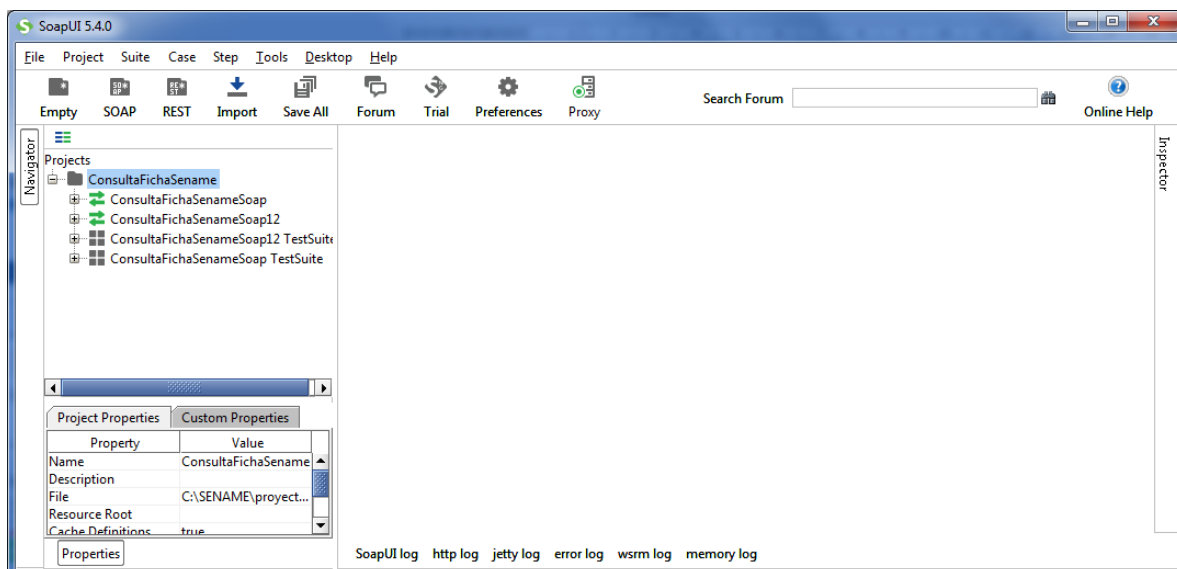 SoapUI 5.4.0
File Project Suite Case Step Tools Desktop Help
Empty SOAP REST Import Save All Forum Trial Preferences Proxy Search Forum Online Help
Navigator
Inspector
Projects
ConsultaFichaSename
ConsultaFichaSenameSoap
ConsultaFichaSenameSoap12
ConsultaFichaSenameSoap12 TestSuite
ConsultaFichaSenameSoap TestSuite
Project Properties Custom Properties
Property Value
Name ConsultaFichaSename
Description
File C:\SENAME\proyect...
Resource Root
Cache Definitions true
Properties
SoapUI log http log jetty log error log wsrm log memory log